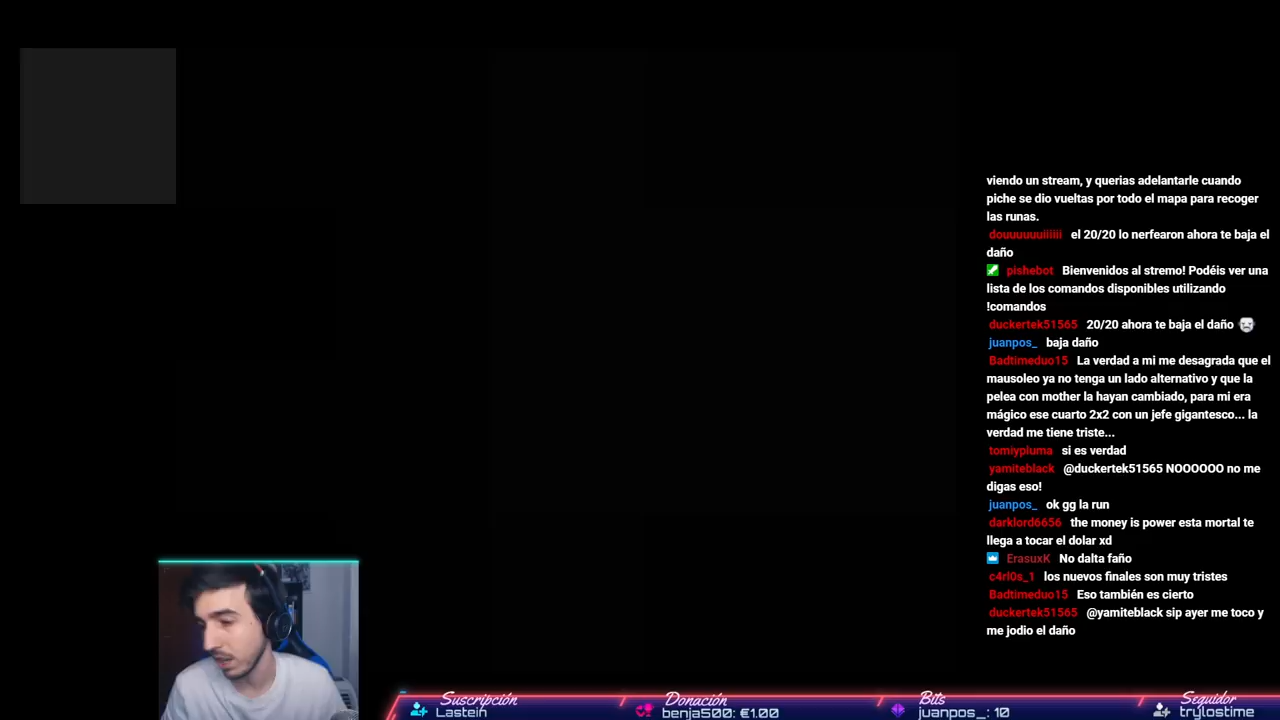 viendo un stream, y querias adelantarle cuando
piche se dio vueltas por todo el mapa para recoger
las runas.
douuuuuuiiiiii el 20/20 lo nerfearon ahora te baja el
daño
pishebot Bienvenidos al stremo! Podéis ver una
lista de los comandos disponibles utilizando
!comandos
duckertek51565 20/20 ahora te baja el daño
juanpos_ baja daño
Badtimeduo15 La verdad a mi me desagrada que el
mausoleo ya no tenga un lado alternativo y que la
pelea con mother la hayan cambiado, para mi era
mágico ese cuarto 2x2 con un jefe gigantesco... la
verdad me tiene triste...
tomiypluma si es verdad
yamiteblack @duckertek51565 NOOOOOO no me
digas eso!
juanpos_ ok gg la run
darklord6656 the money is power esta mortal te
llega a tocar el dolar xd
ErasuxK No dalta faño
c4rl0s_1 los nuevos finales son muy tristes
Badtimeduo15 Eso también es cierto
duckertek51565 @yamiteblack sip ayer me toco y
me jodio el daño
Suscripción Donación Bits Seguidor
Lastein benja500: €1.00 juanpos_: 10 trylostime